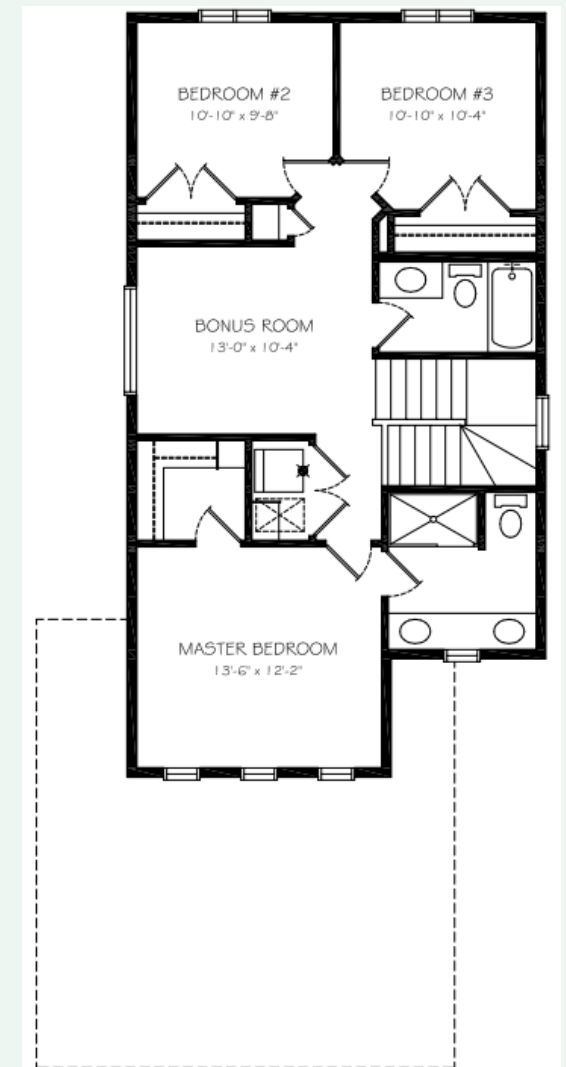 BEDROOM #2
10'-10" x 9'-8"
BEDROOM #3
10'-10" x 10'-4"
BONUS ROOM
13'-0" x 10'-4"
MASTER BEDROOM
13'-6" x 12'-2"